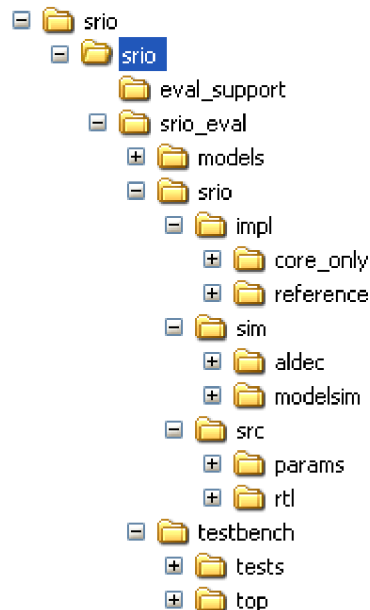 srio
srio
eval_support
srio_eval
models
srio
impl
core_only
reference
sim
aldec
modelsim
src
params
rtl
testbench
tests
top